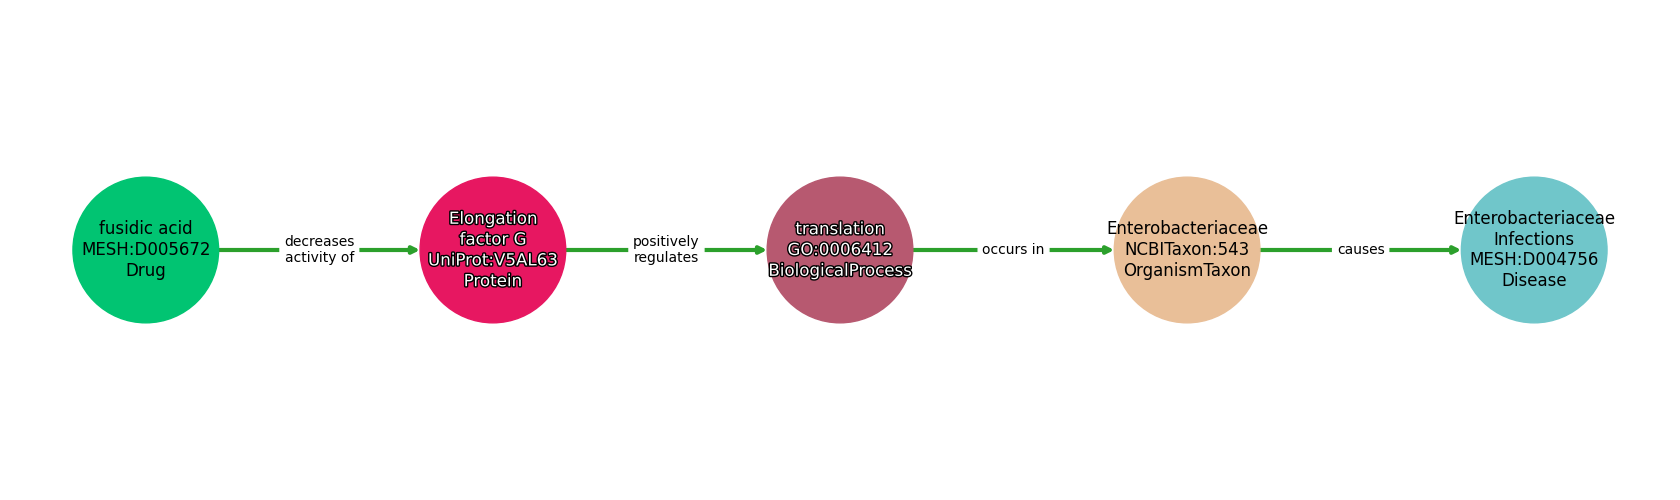 fusidic acid
MESH:D005672
Drug
decreases
activity of
Elongation
factor G
UniProt:V5AL63
Protein
positively
regulates
translation
GO:0006412
BiologicalProcess
occurs in
Enterobacteriaceae
NCBITaxon:543
OrganismTaxon
causes
Enterobacteriaceae
Infections
MESH:D004756
Disease